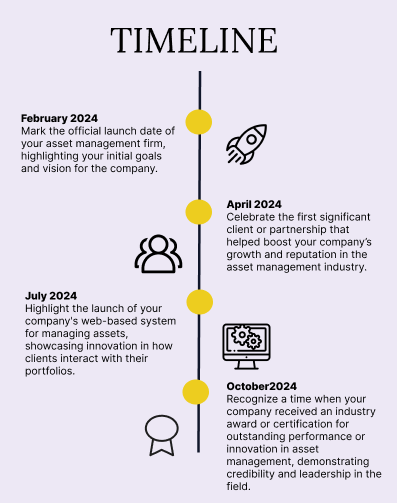 TIMELINE
February 2024
Mark the official launch date of
your asset management firm,
highlighting your initial goals
and vision for the company.
April 2024
Celebrate the first significant
client or partnership that
helped boost your company's
growth and reputation in the
asset management industry.
July 2024
Highlight the launch of your
company's web-based system
for managing assets,
showcasing innovation in how
clients interact with their
portfolios.
October2024
Recognize a time when your
company received an industry
award or certification for
outstanding performance or
innovation in asset
management, demonstrating
credibility and leadership in the
field.